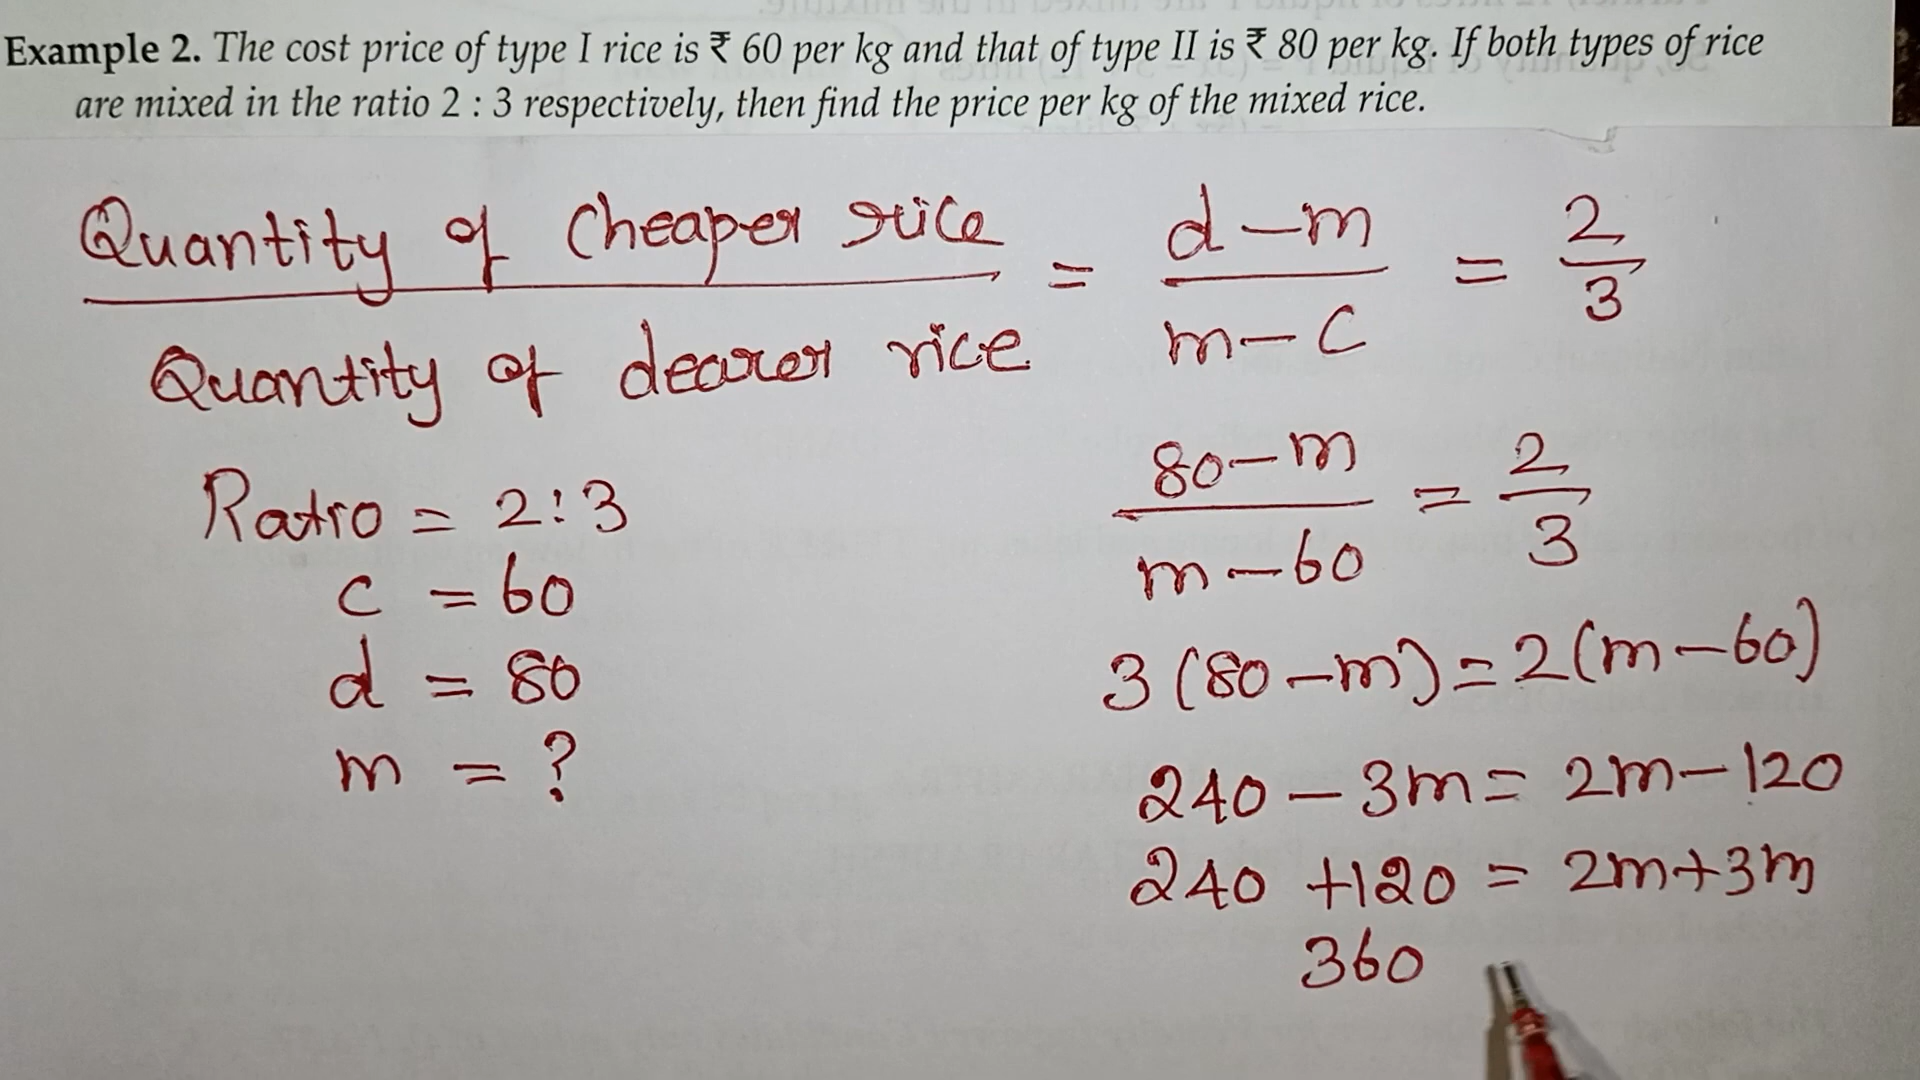 Example 2. The cost price of type I rice is ₹ 60 per kg and that of type II is ₹ 80 per kg. If both types of rice
are mixed in the ratio 2 : 3 respectively, then find the price per kg of the mixed rice.
Quantity of Cheaper rice / Quantity of dearer rice = d-m / m-c = 2/3
Ratio = 2:3
c = 60
d = 80
m = ?
80-m / m-60 = 2/3
3(80-m)=2(m-60)
240-3m=2m-120
240+120=2m+3m
360